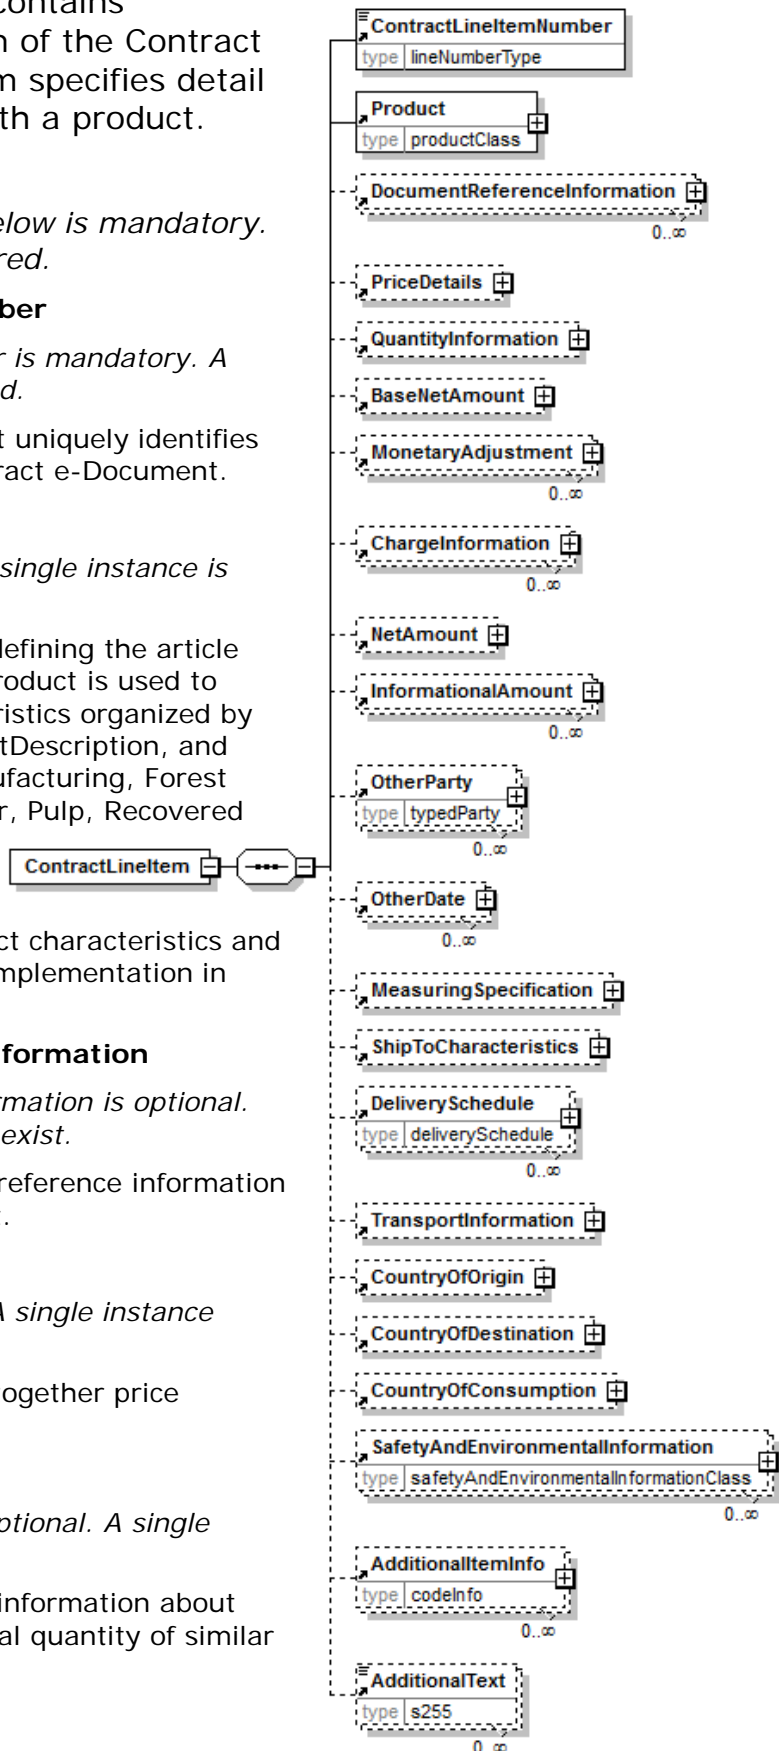 contains
n of the Contract
m specifies detail
th a product.
elow is mandatory.
red.
ber
r is mandatory. A
d.
t uniquely identifies
ract e-Document.
single instance is
defining the article
roduct is used to
ristics organized by
tDescription, and
ufacturing, Forest
r, Pulp, Recovered
ct characteristics and
mplementation in
nformation
rmation is optional.
exist.
reference information
.
A single instance
together price
optional. A single
information about
al quantity of similar
ContractLineItem
ContractLineItemNumber
type lineNumberType
Product
type productClass
DocumentReferenceInformation
0..∞
PriceDetails
QuantityInformation
BaseNetAmount
MonetaryAdjustment
0..∞
ChargeInformation
0..∞
NetAmount
InformationalAmount
0..∞
OtherParty
type typedParty
0..∞
OtherDate
0..∞
MeasuringSpecification
ShipToCharacteristics
DeliverySchedule
type deliverySchedule
0..∞
TransportInformation
CountryOfOrigin
CountryOfDestination
CountryOfConsumption
SafetyAndEnvironmentalInformation
type safetyAndEnvironmentalInformationClass
0..∞
AdditionalItemInfo
type codeInfo
0..∞
AdditionalText
type s255
0..∞